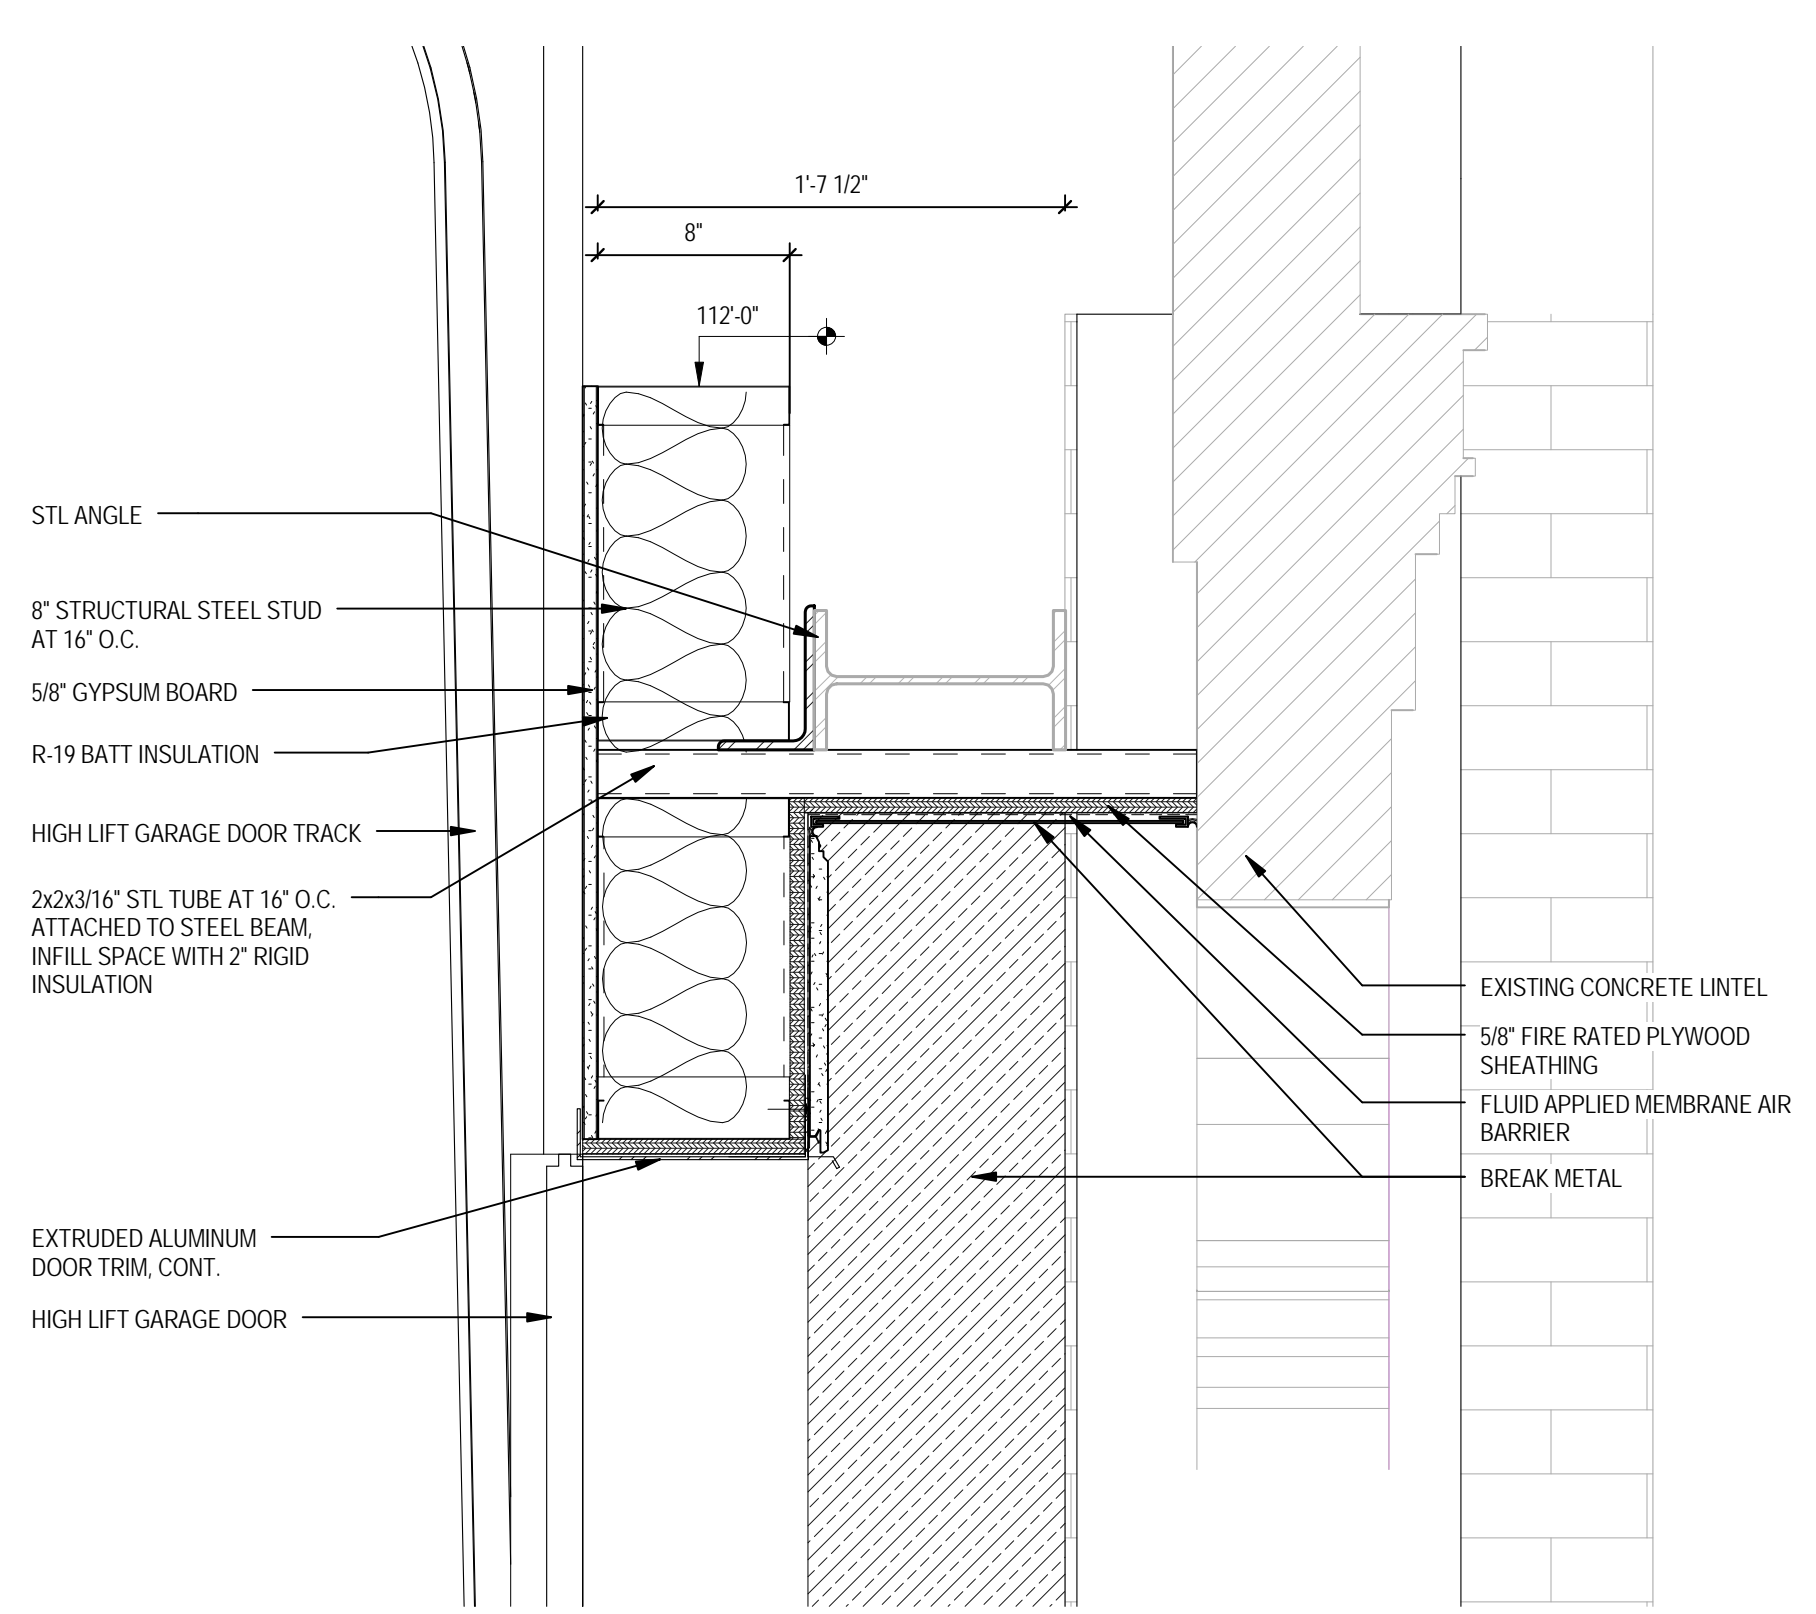 1'-7 1/2"
8"
112'-0"
STL ANGLE
8" STRUCTURAL STEEL STUD
AT 16" O.C.
5/8" GYPSUM BOARD
R-19 BATT INSULATION
HIGH LIFT GARAGE DOOR TRACK
2x2x3/16" STL TUBE AT 16" O.C.
ATTACHED TO STEEL BEAM,
INFILL SPACE WITH 2" RIGID
INSULATION
EXTRUDED ALUMINUM
DOOR TRIM, CONT.
HIGH LIFT GARAGE DOOR
EXISTING CONCRETE LINTEL
5/8" FIRE RATED PLYWOOD
SHEATHING
FLUID APPLIED MEMBRANE AIR
BARRIER
BREAK METAL